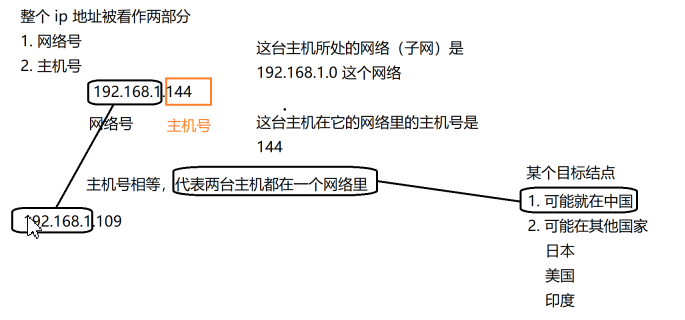 整个 ip 地址被看作两部分
1. 网络号
2. 主机号
192.168.1.144
网络号
主机号
这台主机所处的网络（子网）是
192.168.1.0 这个网络
这台主机在它的网络里的主机号是
144
主机号相等，代表两台主机都在一个网络里
192.168.1.109
某个目标结点
1. 可能就在中国
2. 可能在其他国家
日本
美国
印度